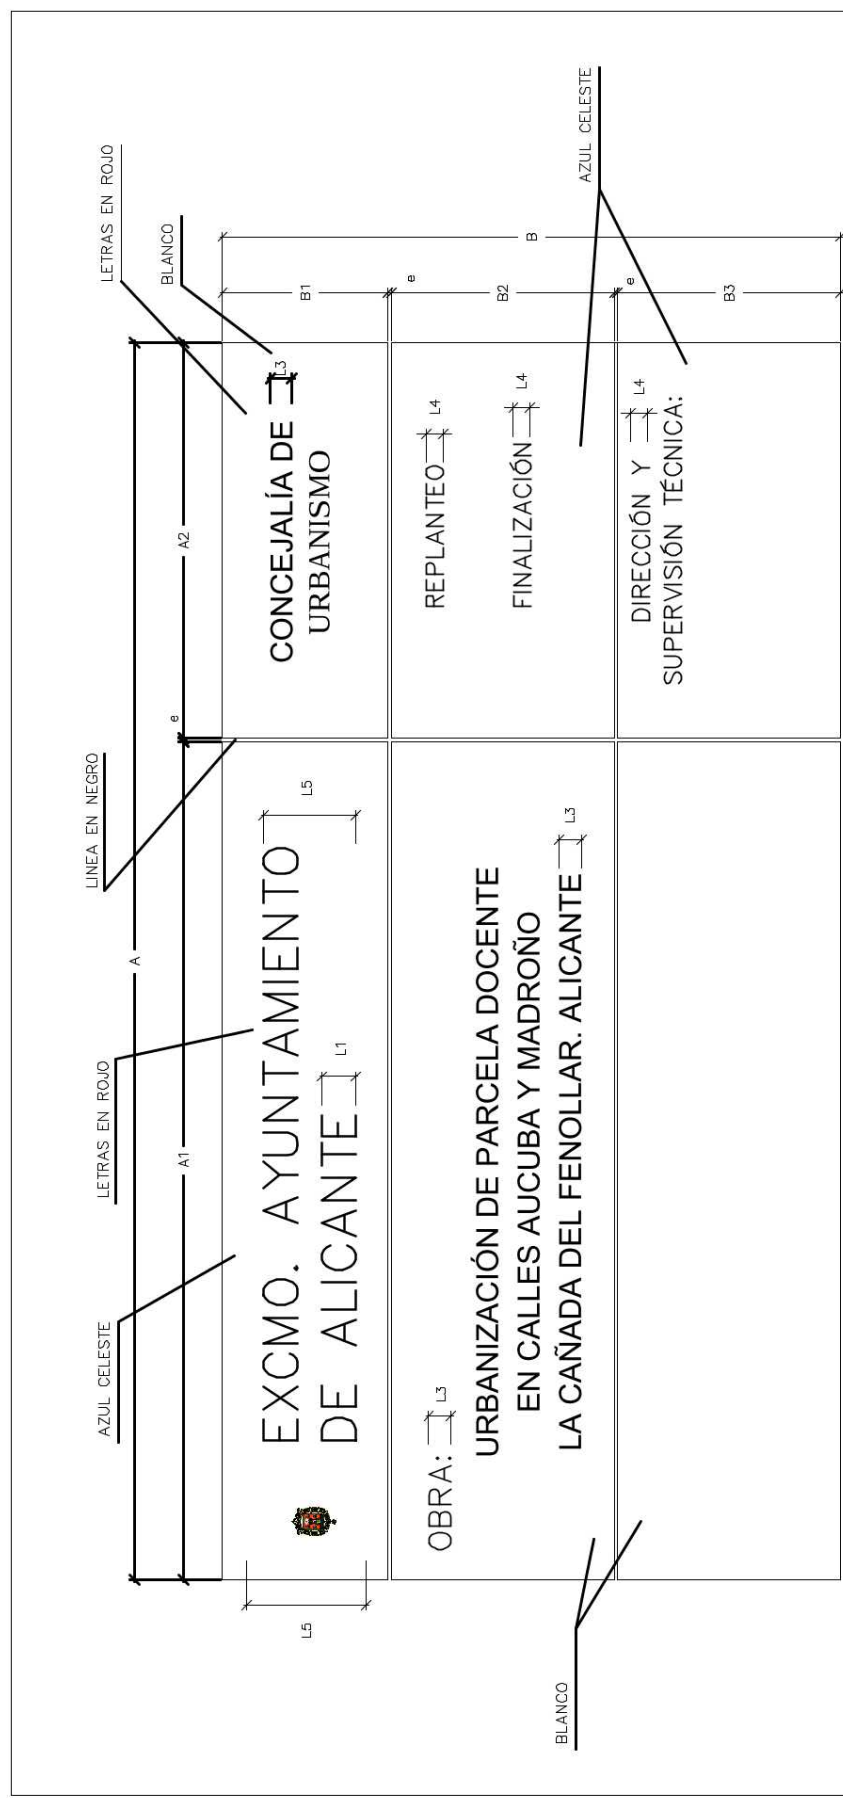 LETRAS EN ROJO
BLANCO
AZUL CELESTE
LINEA EN NEGRO
LETRAS EN ROJO
AZUL CELESTE
BLANCO
A
A1
e
A2
B
B1
e
B2
e
B3
L5
EXCMO. AYUNTAMIENTO
DE ALICANTE
L1
L5
CONCEJALÍA DE
URBANISMO
L3
OBRA:
L3
URBANIZACIÓN DE PARCELA DOCENTE
EN CALLES AUCUBA Y MADROÑO
LA CAÑADA DEL FENOLLAR. ALICANTE
L3
REPLANTEO
L4
FINALIZACIÓN
L4
DIRECCIÓN Y
SUPERVISIÓN TÉCNICA:
L4